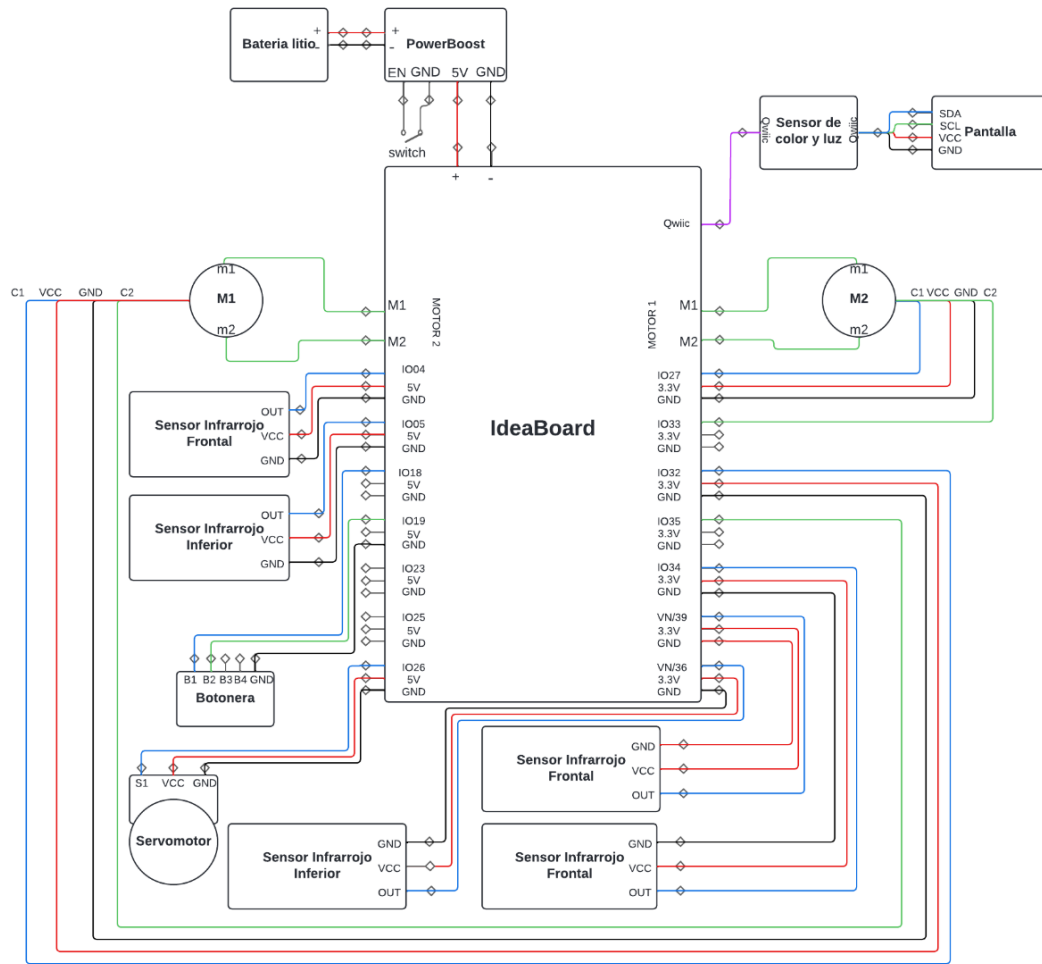 Bateria litio
+
-
+
-
PowerBoost
EN GND 5V GND
switch
+ -
Qwiic
Sensor de
color y luz
Qwiic
SDA
SCL
VCC
GND
Pantalla
Qwiic
C1 VCC GND C2
m1
M1
m2
M1
M2
MOTOR 2
MOTOR 1
M1
M2
m1
M2
m2
C1 VCC GND C2
IdeaBoard
IO04
5V
GND
IO05
5V
GND
IO18
5V
GND
IO19
5V
GND
IO23
5V
GND
IO25
5V
GND
IO26
5V
GND
IO27
3.3V
GND
IO33
3.3V
GND
IO32
3.3V
GND
IO35
3.3V
GND
IO34
3.3V
GND
VN/39
3.3V
GND
VN/36
3.3V
GND
Sensor Infrarrojo
Frontal
OUT
VCC
GND
Sensor Infrarrojo
Inferior
OUT
VCC
GND
B1 B2 B3 B4 GND
Botonera
S1 VCC GND
Servomotor
Sensor Infrarrojo
Inferior
GND
VCC
OUT
Sensor Infrarrojo
Frontal
GND
VCC
OUT
Sensor Infrarrojo
Frontal
GND
VCC
OUT